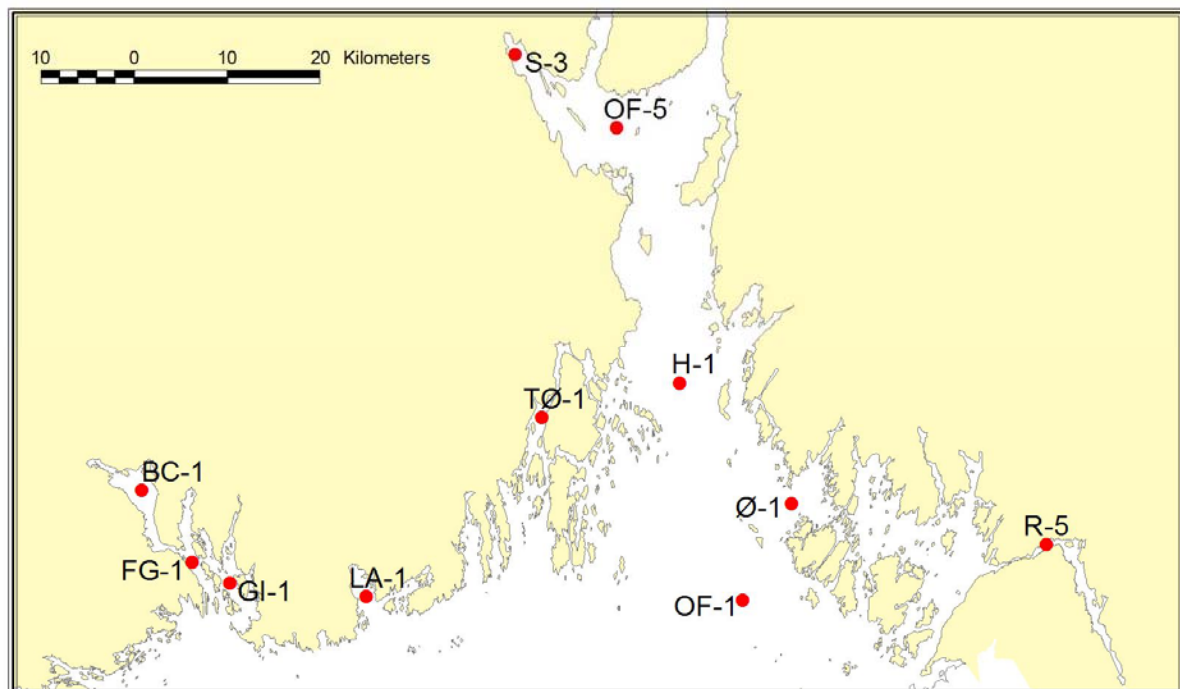 10 0 10 20 Kilometers
S-3
OF-5
H-1
TØ-1
BC-1
Ø-1
R-5
FG-1
GI-1
LA-1
OF-1